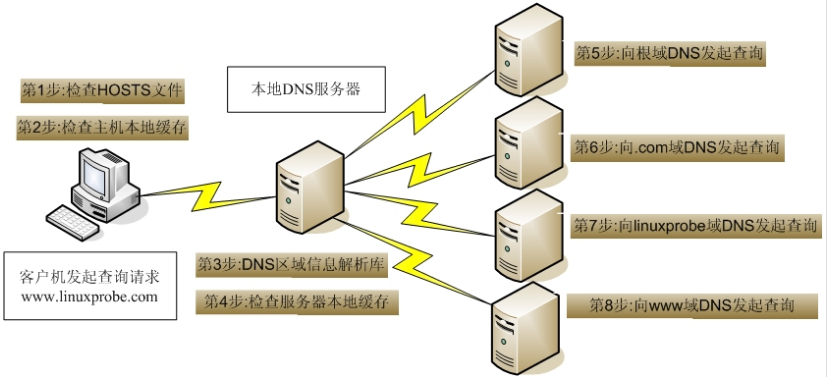 第1步:检查HOSTS文件
第2步:检查主机本地缓存
客户机发起查询请求
www.linuxprobe.com
本地DNS服务器
第3步:DNS区域信息解析库
第4步:检查服务器本地缓存
第5步:向根域DNS发起查询
第6步:向.com域DNS发起查询
第7步:向linuxprobe域DNS发起查询
第8步:向www域DNS发起查询